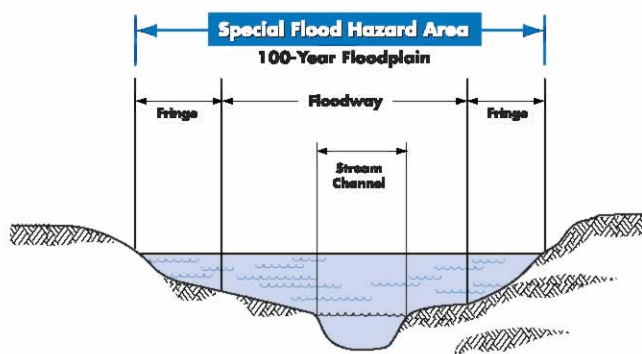 Special Flood Hazard Area
100-Year Floodplain
Fringe
Floodway
Fringe
Stream
Channel